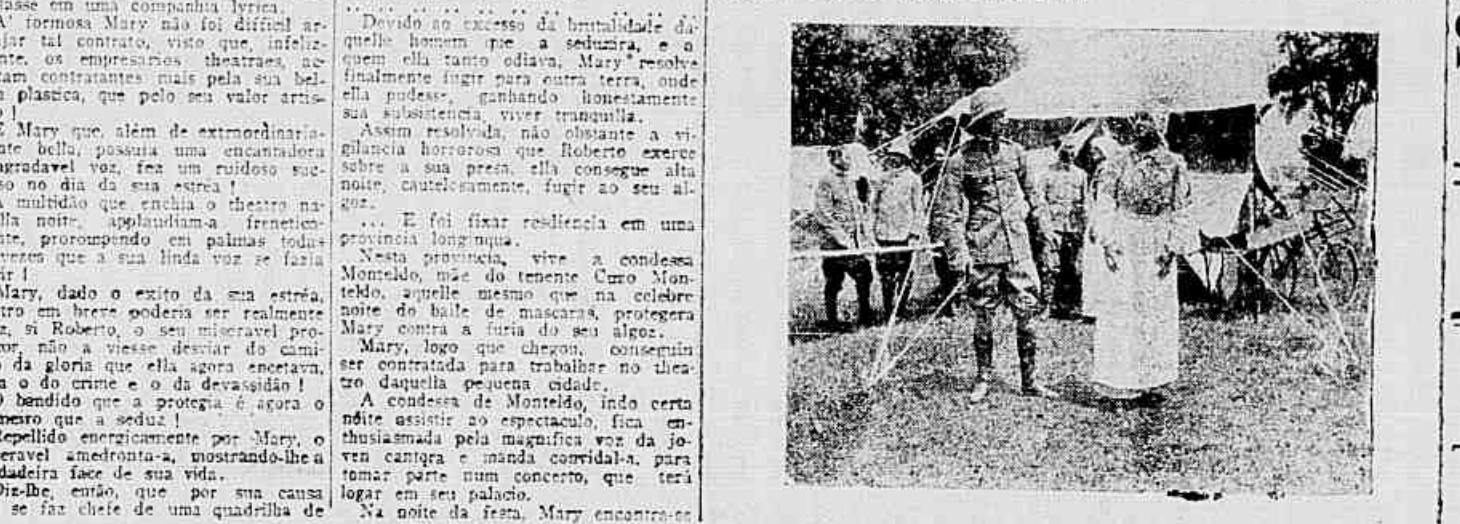 tasse em uma companhia lyrica.
A' formosa Mary não foi difficil ar-
jar tal contrato, visto que, infeliz-
nte, os empresarios theatraes, ac-
tam contratantes mais pela sua bel-
a plastica, que pelo seu valor artis-
o !
E Mary que, além de extraordinaria-
nte bella, possuia uma encantadora
agradavel voz, fez um ruidoso suc-
so no dia da sua estréa !
A multidão que enchia o theatro na-
lla noite, applaudiam-a frenetica-
nte, prorompendo em palmas todas
vezes que a sua linda voz se fazia
ir !
Mary, dado o exito da sua estréa,
tro em breve poderia ser realmente
z, si Roberto, o seu miseravel pro-
tor não a viesse desviar do cami-
o da gloria que ella agora encetava,
a o do crime e o da devassidão !
O bandido que a protegia é agora o
mesmo que a seduz !
Repellido energicamente por Mary, o
seravel amedronta-a, mostrando-lhe a
dadeira face de sua vida.
Diz-lhe, então, que por sua causa
se faz chefe de uma quadrilha de
.. .. .. .. .. .. .. .. .. .. ..
Devido ao excesso da brutalidade da-
quelle homem que a seduzira, e a
quem ella tanto odiava, Mary resolve
finalmente fugir para outra terra, onde
ella pudesse, ganhando honestamente
sua subsistencia, viver tranquilla.
Assim resolvida, não obstante a vi-
gilancia horrorosa que Roberto exerce
sobre a sua presa, ella consegue alta
noite, cautelosamente, fugir ao seu al-
goz.
... E foi fixar residencia em uma
provincia longinqua.
Nesta provincia, vive a condessa
Monteldo, mãe do tenente Curo Mon-
teldo, aquelle mesmo que na celebre
noite do baile de mascaras, protegera
Mary contra a furia do seu algoz.
Mary, logo que chegou, conseguiu
ser contratada para trabalhar no thea-
tro daquella pequena cidade.
A condessa de Monteldo, indo certa
nôite assistir ao espectaculo, fica en-
thusiasmada pela magnifica voz da jo-
ven cantora e manda convidal-a, para
tomar parte num concerto, que terá
logar em seu palacio.
Na noite da festa, Mary encontra-se